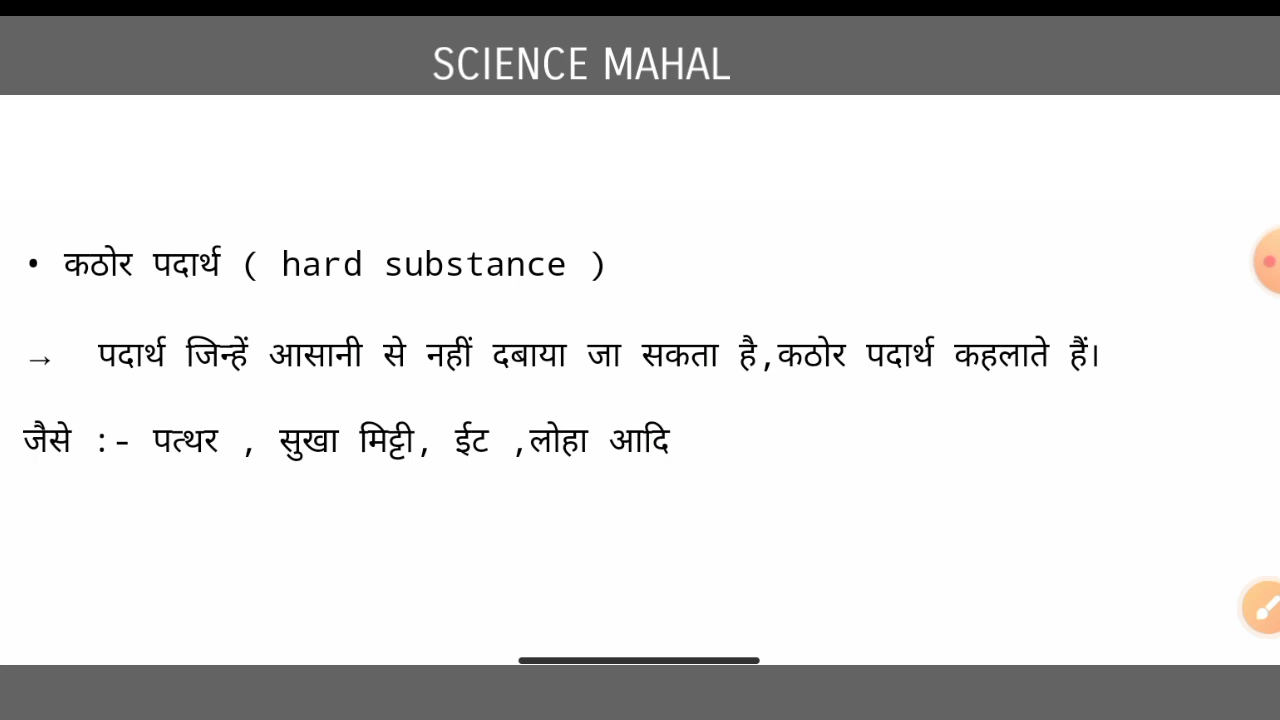 SCIENCE MAHAL
• कठोर पदार्थ ( hard substance )
→ पदार्थ जिन्हें आसानी से नहीं दबाया जा सकता है,कठोर पदार्थ कहलाते हैं।
जैसे :- पत्थर , सुखा मिट्टी, ईट ,लोहा आदि